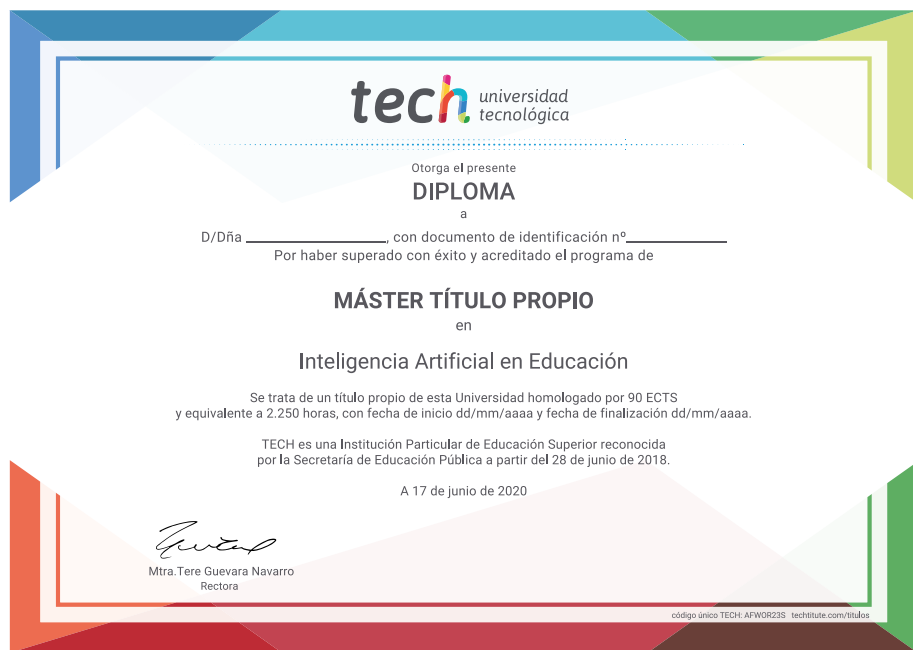 tech universidad
tecnológica
Otorga el presente
DIPLOMA
a
D/Dña ______________, con documento de identificación nº__________
Por haber superado con éxito y acreditado el programa de
MÁSTER TÍTULO PROPIO
en
Inteligencia Artificial en Educación
Se trata de un título propio de esta Universidad homologado por 90 ECTS
y equivalente a 2.250 horas, con fecha de inicio dd/mm/aaaa y fecha de finalización dd/mm/aaaa.
TECH es una Institución Particular de Educación Superior reconocida
por la Secretaría de Educación Pública a partir del 28 de junio de 2018.
A 17 de junio de 2020
Mtra.Tere Guevara Navarro
Rectora
código único TECH: AFWOR23S techtitute.com/titulos